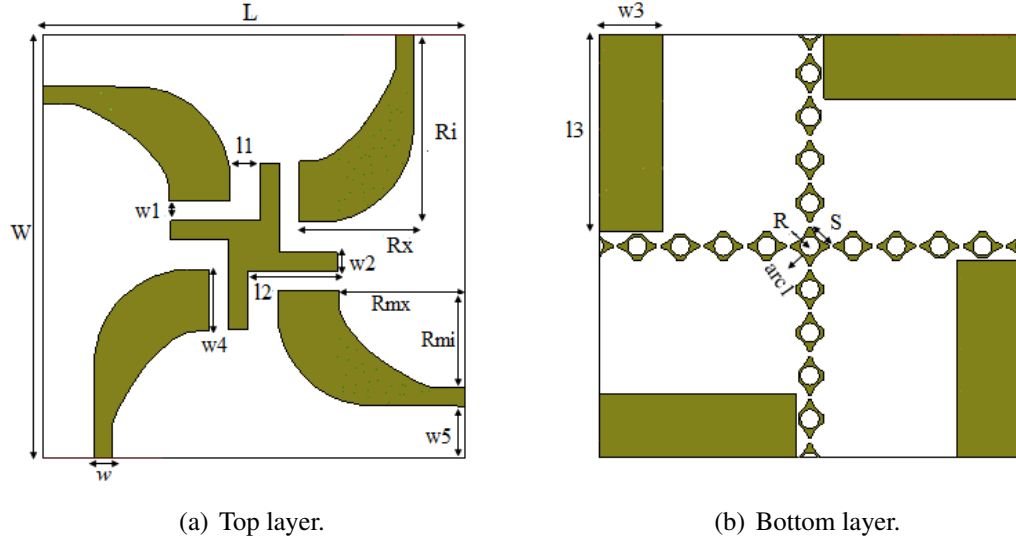 L
w3
Ri
l3
l1
w1
W
R
S
Rx
w2
l2
arc1
Rmx
w4
Rmi
w5
w
(a) Top layer.
(b) Bottom layer.